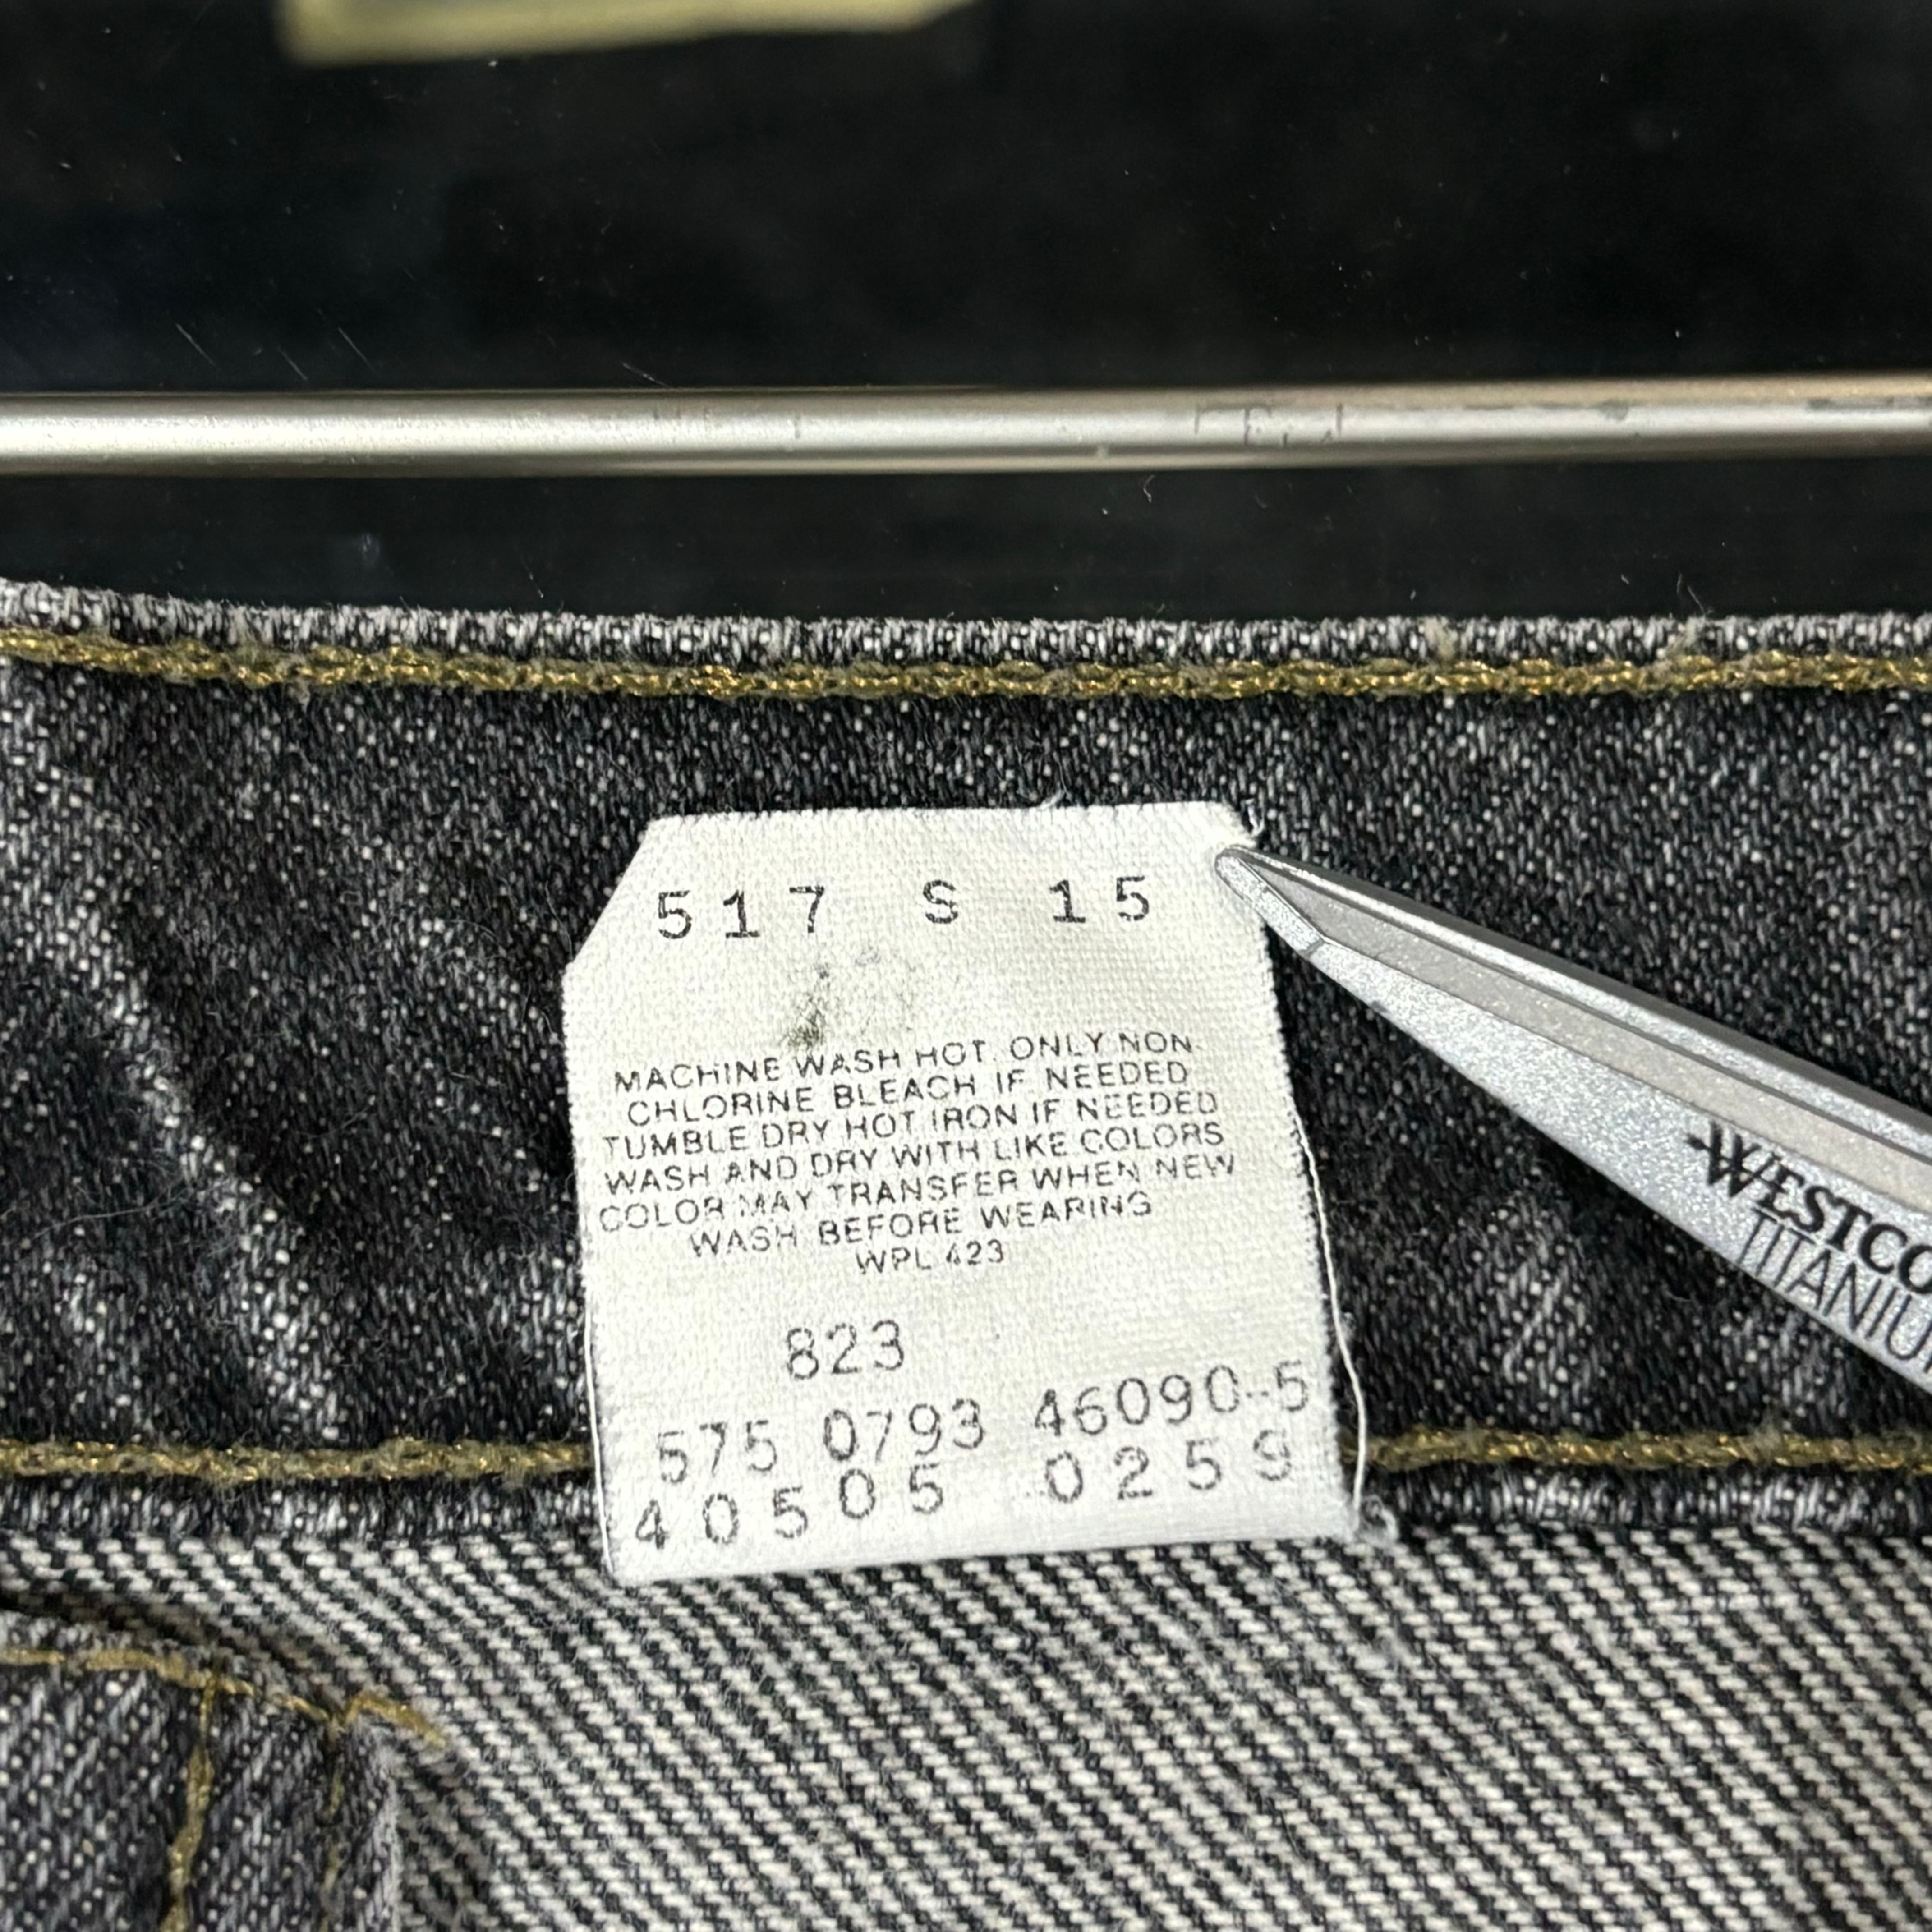 517 S 15
MACHINE WASH HOT. ONLY NON
CHLORINE BLEACH IF NEEDED
TUMBLE DRY HOT IRON IF NEEDED
WASH AND DRY WITH LIKE COLORS
COLOR MAY TRANSFER WHEN NEW
WASH BEFORE WEARING
WPL 423
823
575 0793 46090-5
40505 0259
WESTCO
TITANIU